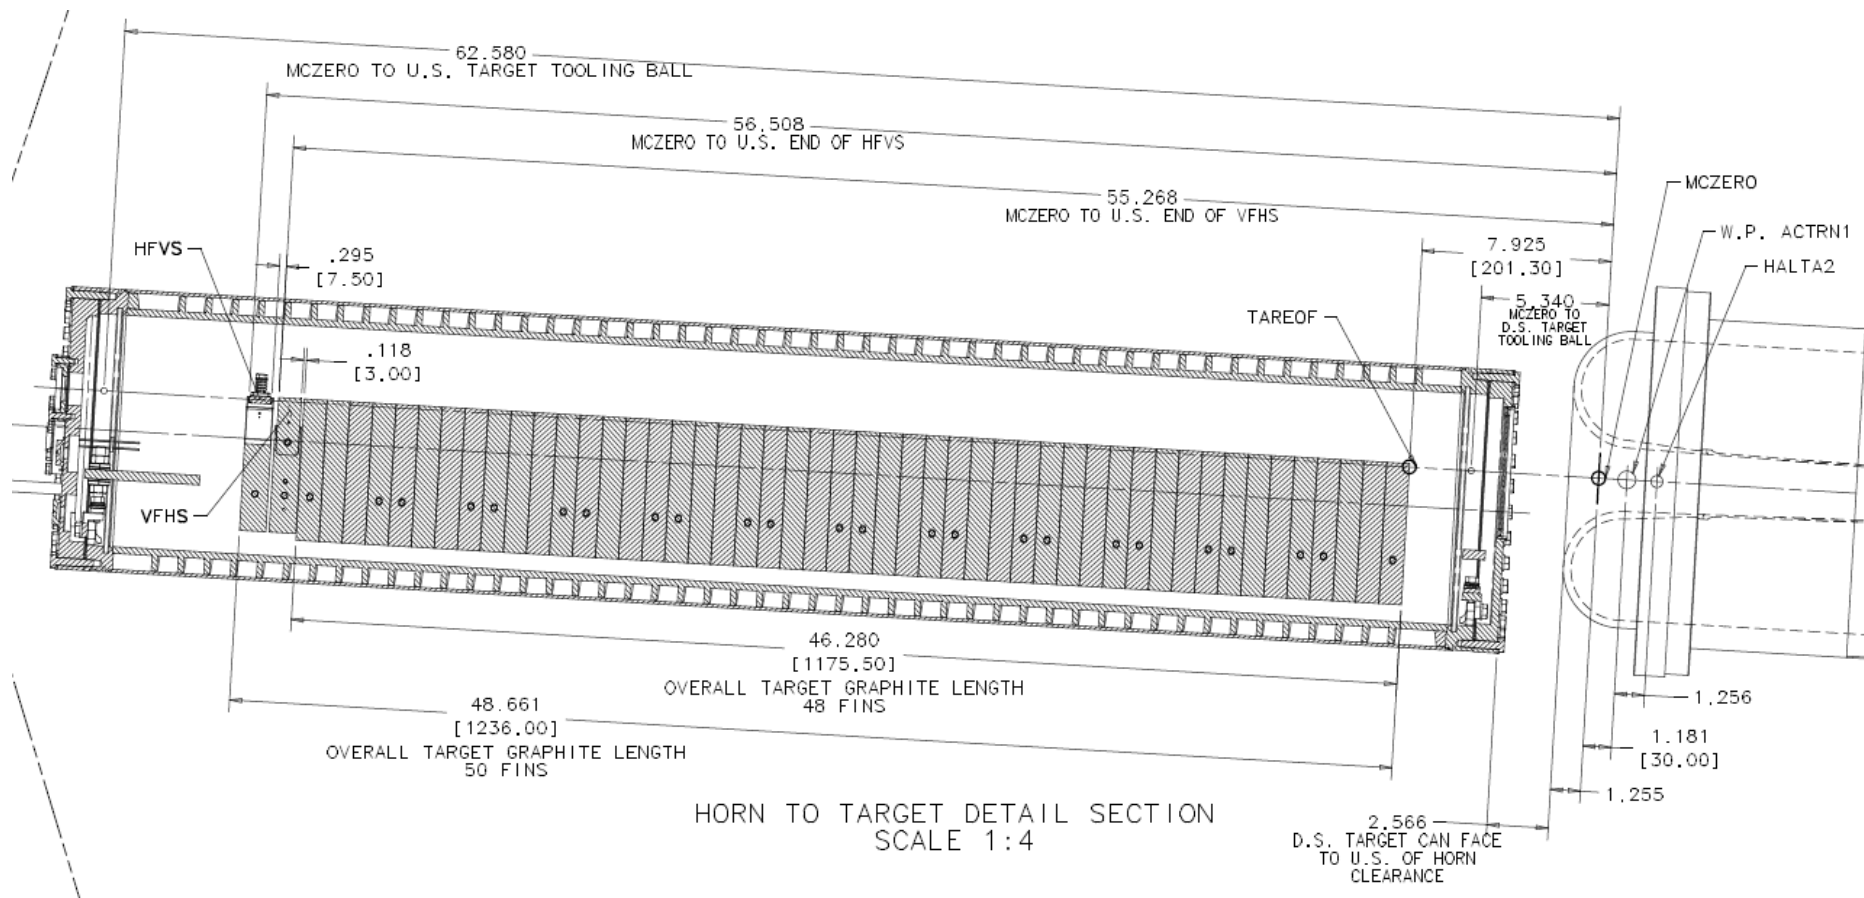 62.580
MCZERO TO U.S. TARGET TOOLING BALL
56.508
MCZERO TO U.S. END OF HFVS
55.268
MCZERO TO U.S. END OF VFHS
MCZERO
W.P. ACTRN1
HALTA2
7.925
[201.30]
5.340
MCZERO TO
D.S. TARGET
TOOLING BALL
HFVS
.295
[7.50]
TAREOF
.118
[3.00]
VFHS
46.280
[1175.50]
OVERALL TARGET GRAPHITE LENGTH
48 FINS
48.661
[1236.00]
OVERALL TARGET GRAPHITE LENGTH
50 FINS
1.256
1.181
[30.00]
1.255
2.566
D.S. TARGET CAN FACE
TO U.S. OF HORN
CLEARANCE
HORN TO TARGET DETAIL SECTION
SCALE 1:4